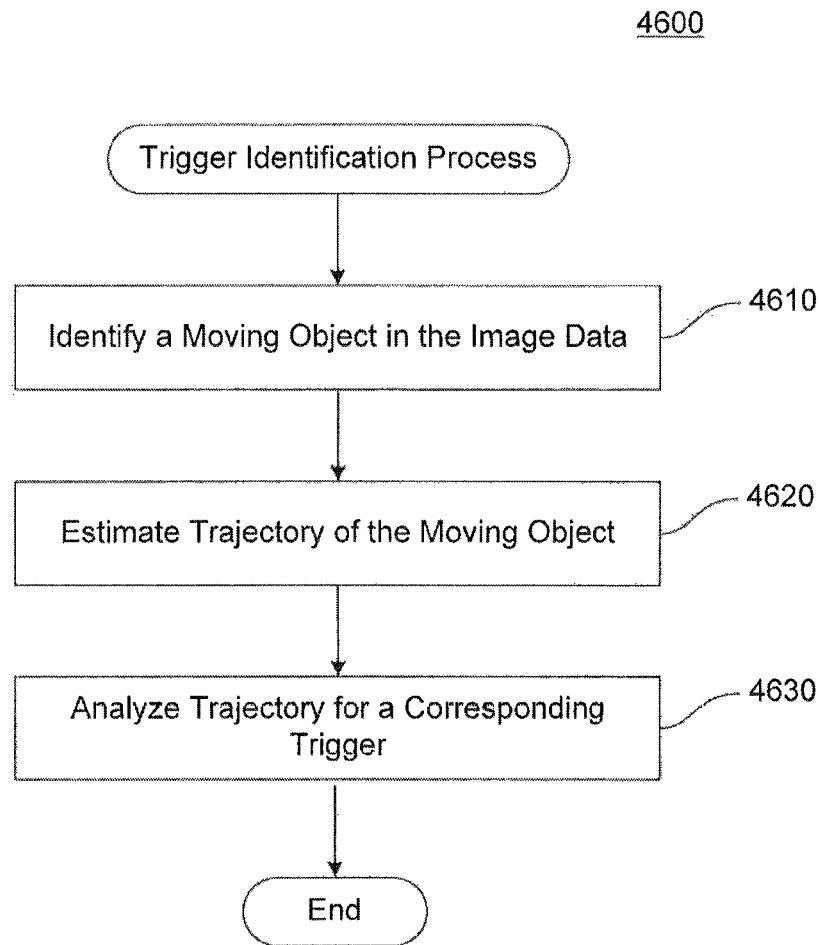 4600
Trigger Identification Process
Identify a Moving Object in the Image Data
4610
Estimate Trajectory of the Moving Object
4620
Analyze Trajectory for a Corresponding
Trigger
4630
End